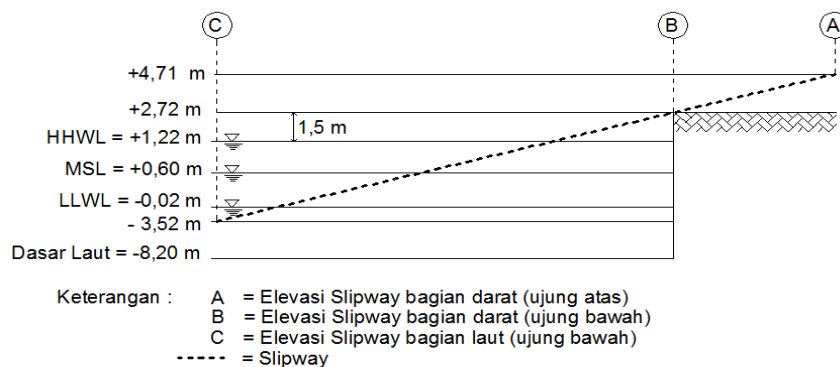 C B A
+4,71 m
+2,72 m
1,5 m
HHWL = +1,22 m
MSL = +0,60 m
LLWL = -0,02 m
- 3,52 m
Dasar Laut = -8,20 m
Keterangan : A = Elevasi Slipway bagian darat (ujung atas)
B = Elevasi Slipway bagian darat (ujung bawah)
C = Elevasi Slipway bagian laut (ujung bawah)
= Slipway